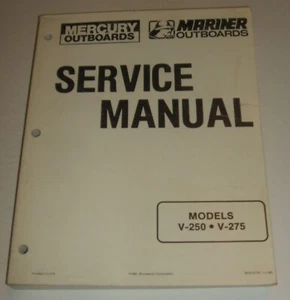 MERCURY MARINER
OUTBOARDS OUTBOARDS
SERVICE
MANUAL
MODELS
V-250 • V-275